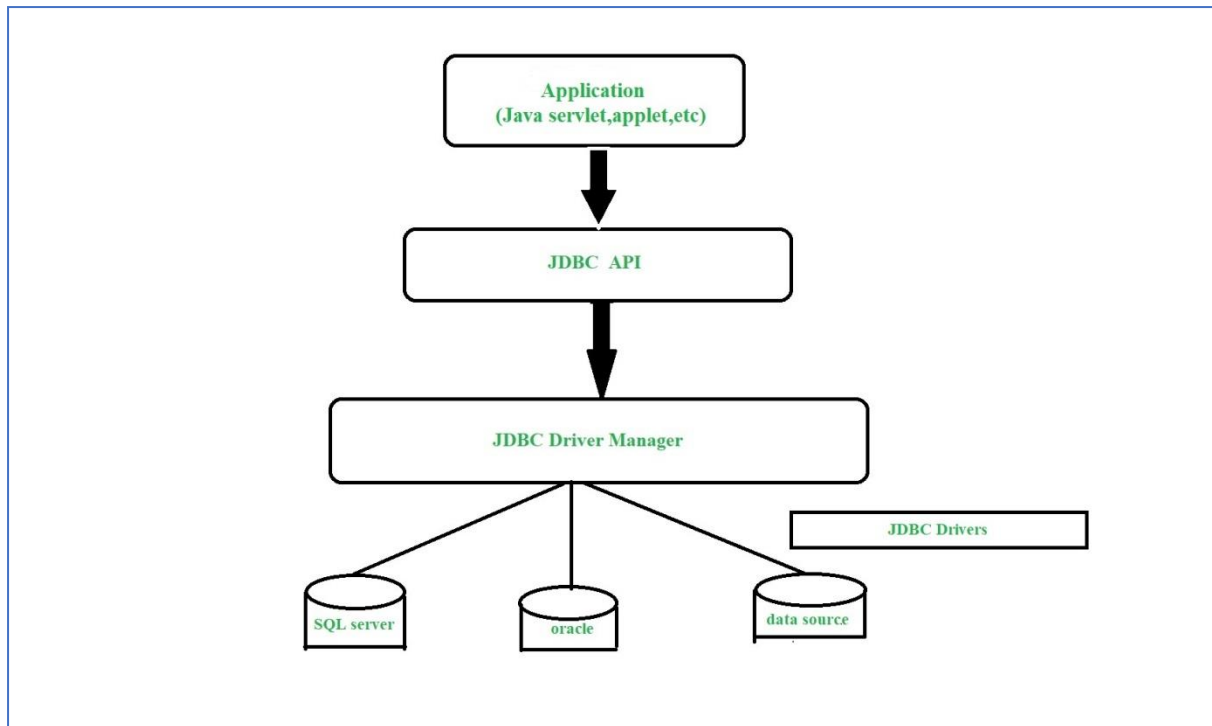 Application
(Java servlet,applet,etc)
JDBC API
JDBC Driver Manager
JDBC Drivers
SQL server
oracle
data source